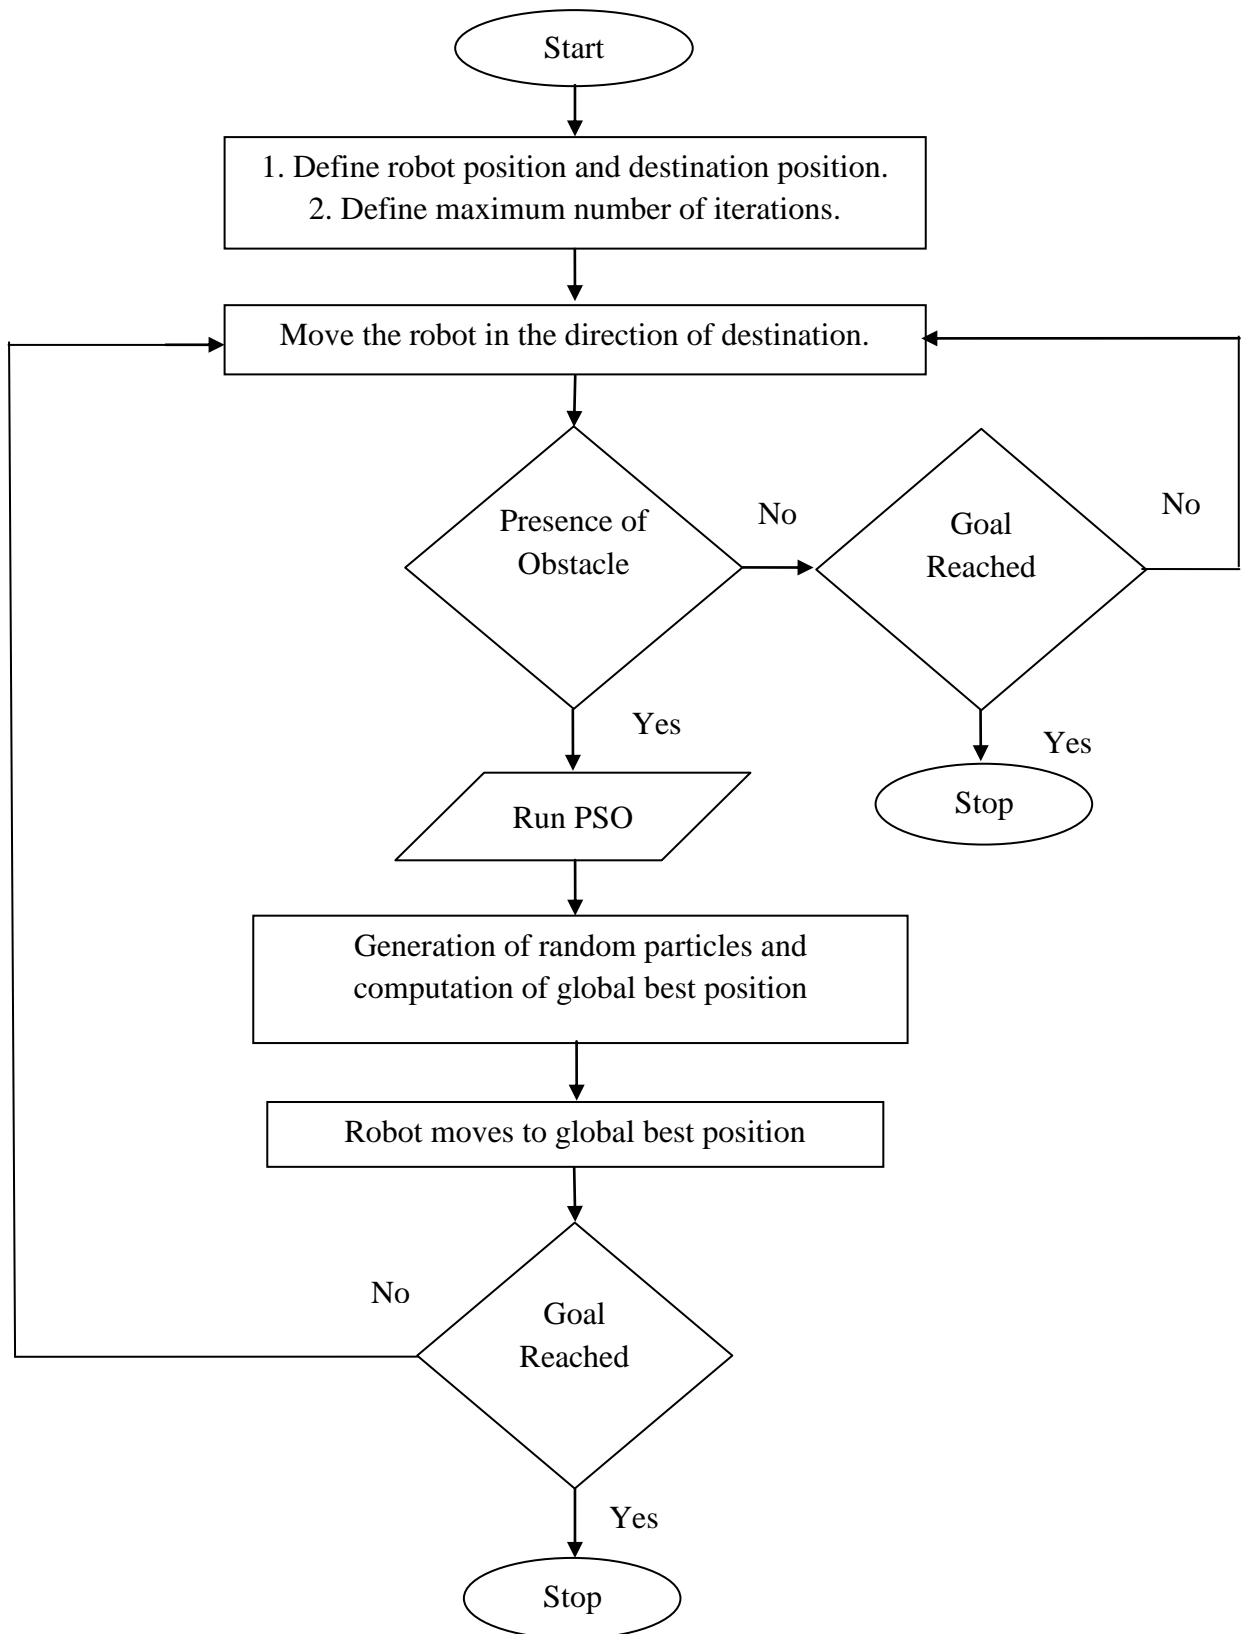 Start
1. Define robot position and destination position.
2. Define maximum number of iterations.
Move the robot in the direction of destination.
Presence of
Obstacle
No
Goal
Reached
No
Yes
Yes
Run PSO
Stop
Generation of random particles and
computation of global best position
Robot moves to global best position
No
Goal
Reached
Yes
Stop